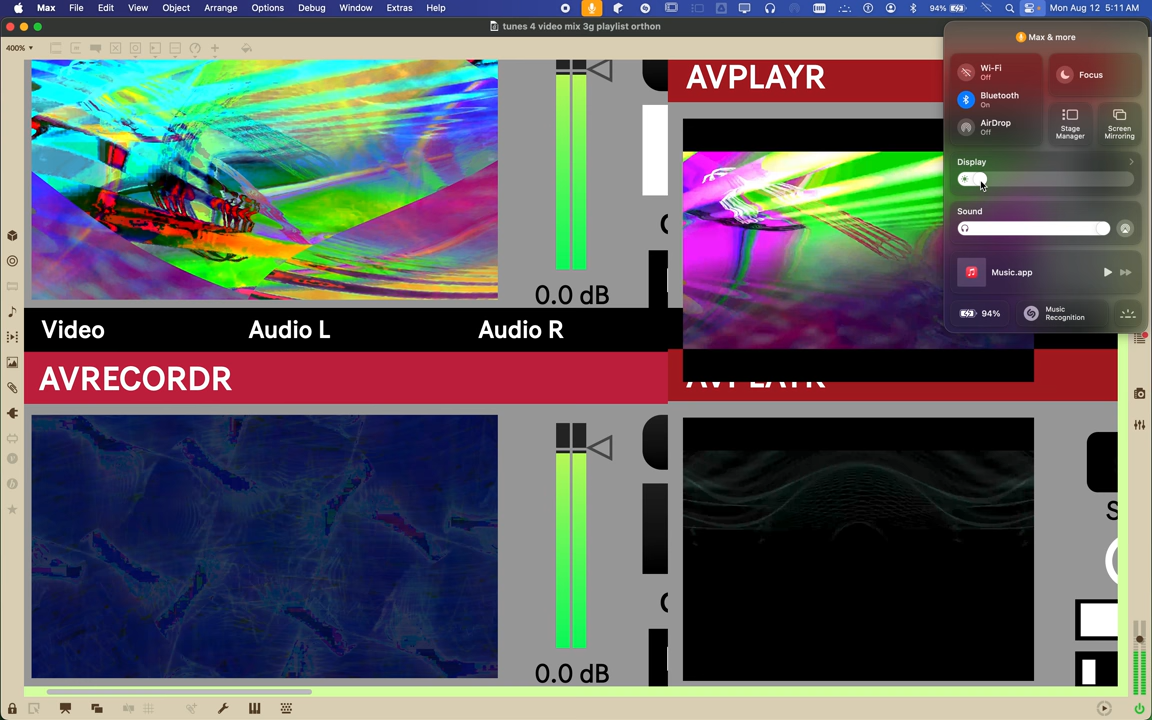 Max File Edit View Object Arrange Options Debug Window Extras Help
94%
Mon Aug 12 5:11 AM
tunes 4 video mix 3g playlist orthon
400%
Max & more
Wi-Fi
Off
Focus
Bluetooth
On
AirDrop
Off
Stage
Manager
Screen
Mirroring
Display
Sound
Music.app
94%
Music
Recognition
AVPLAYR
0.0 dB
Video Audio L Audio R
AVRECORDR
AVPLAYR
0.0 dB